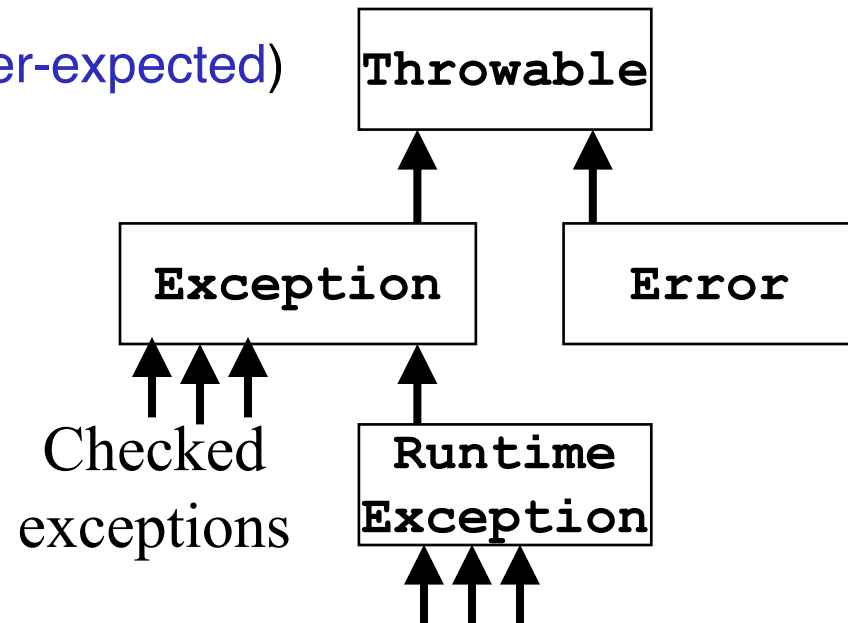 er-expected)
Throwable
Exception
Error
Checked
exceptions
Runtime
Exception